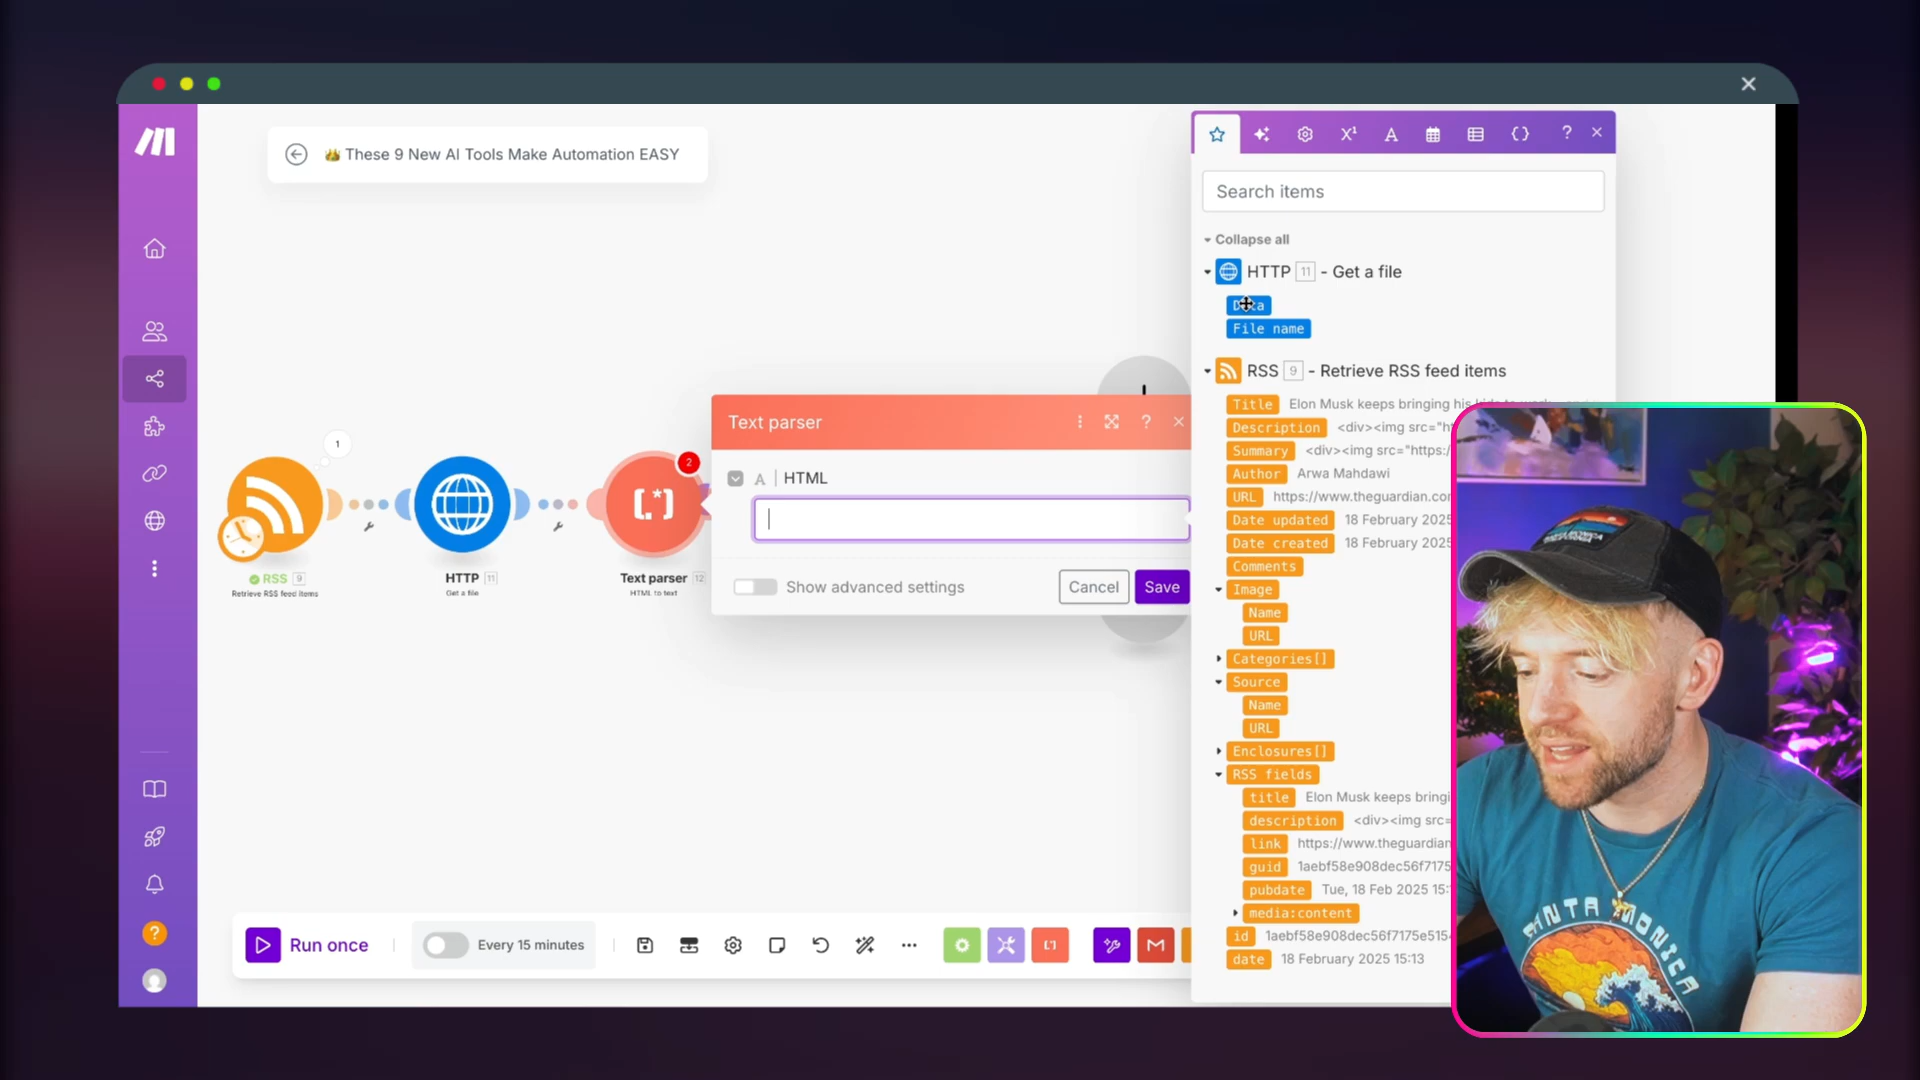 👑 These 9 New AI Tools Make Automation EASY
Search items
Collapse all
HTTP 11 - Get a file
Data
File name
RSS 9 - Retrieve RSS feed items
Title Elon Musk keeps bringing his kids to work
Description <div><img src="ht
Summary <div><img src="https:/
Author Arwa Mahdawi
URL https://www.theguardian.com
Date updated 18 February 2025
Date created 18 February 2025
Comments
Image
Name
URL
Categories[]
Source
Name
URL
Enclosures[]
RSS fields
title Elon Musk keeps bringi
description <div><img src=
link https://www.theguardian
guid 1aebf58e908dec56f7175
pubdate Tue, 18 Feb 2025 15:
media:content
id 1aebf58e908dec56f7175e515
date 18 February 2025 15:13
Text parser
A HTML
Show advanced settings
Cancel
Save
1
2
RSS 9
Retrieve RSS feed items
HTTP 11
Get a file
Text parser 12
HTML to text
Run once
Every 15 minutes
SANTA MONICA